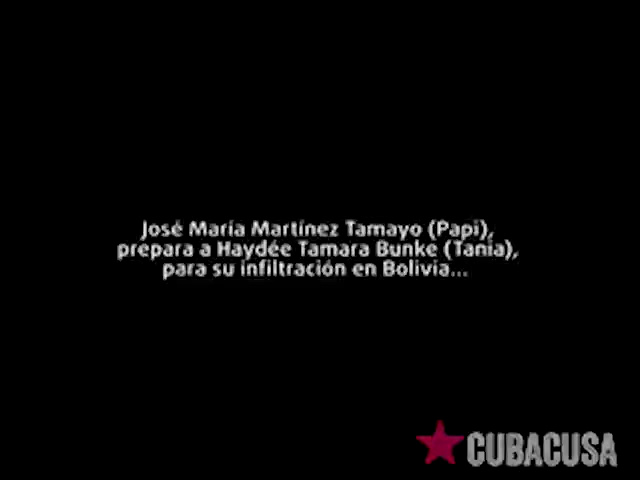 José María Martínez Tamayo (Papi),
prepara a Haydée Tamara Bunke (Tania),
para su infiltración en Bolivia...
CUBACUSA